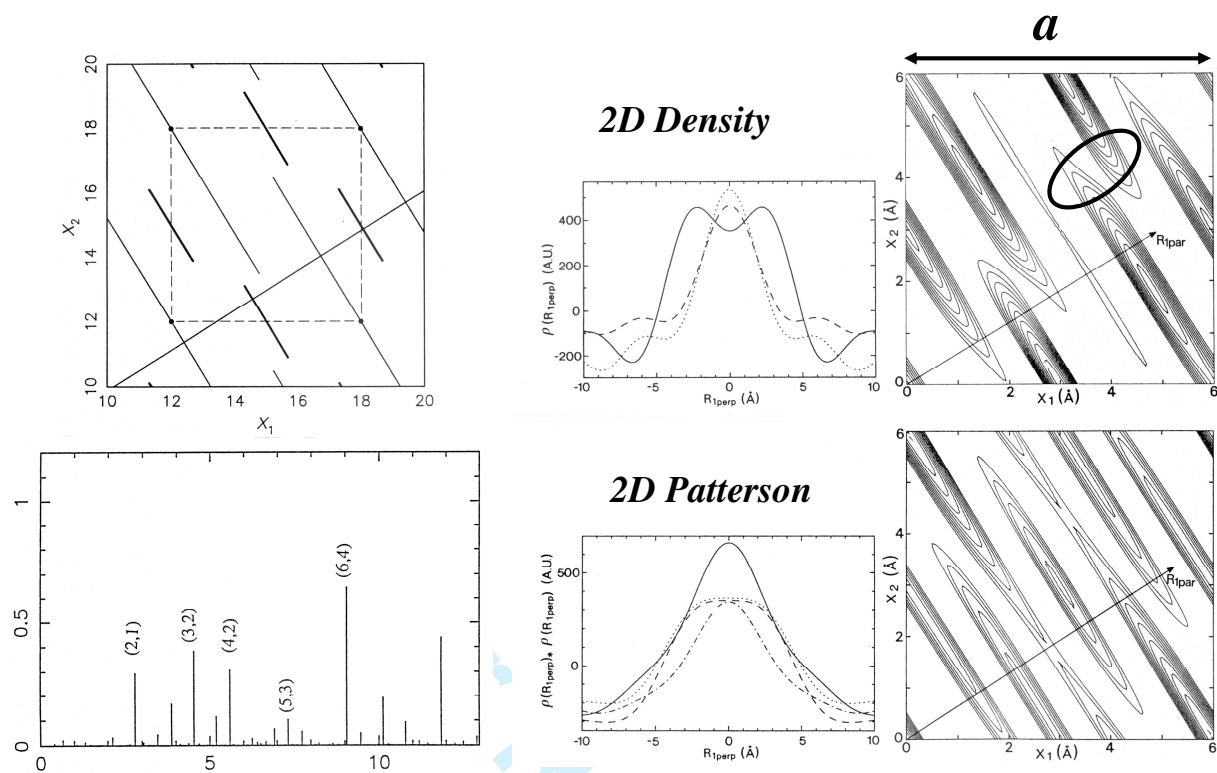 a
20
18
16
14
12
10
X₂
10 12 14 16 18 20
X₁
2D Density
400
200
0
-200
ρ(R₁perp) (A.U.)
-10 -5 0 5 10
R₁perp (Å)
6
4
2
0
X₂ (Å)
R₁par
0 2 4 6
X₁(Å)
1
0.5
0
(2,1)
(3,2)
(4,2)
(5,3)
(6,4)
0 5 10
2D Patterson
500
0
ρ(R₁perp)* ρ(R₁perp) (A.U)
-10 -5 0 5 10
R₁perp (Å)
6
4
2
0
X₂ (Å)
R₁par
0 2 4 6
X₁(Å)